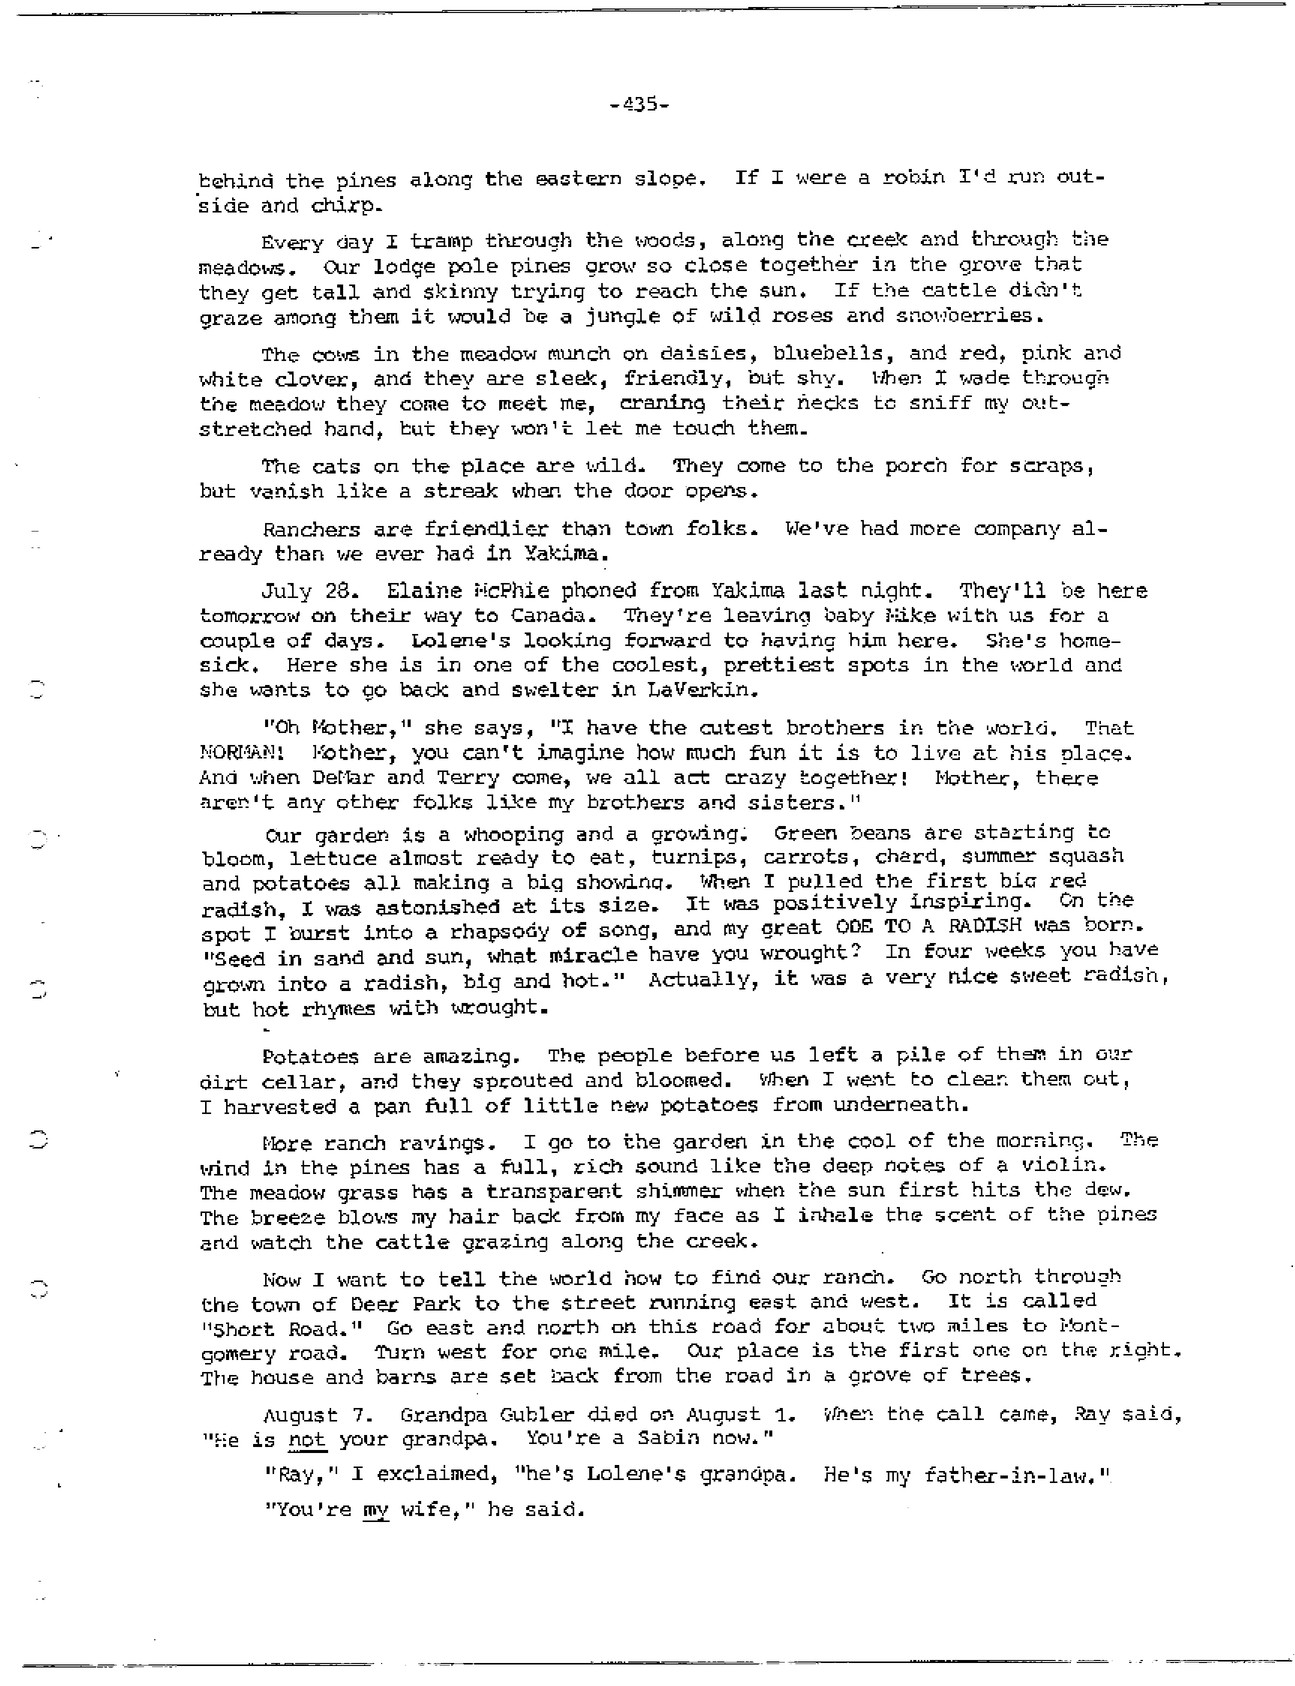 -435-
behind the pines along the eastern slope. If I were a robin I'd run out-
side and chirp.
Every day I tramp through the woods, along the creek and through the
meadows. Our lodge pole pines grow so close together in the grove that
they get tall and skinny trying to reach the sun. If the cattle didn't
graze among them it would be a jungle of wild roses and snowberries.
The cows in the meadow munch on daisies, bluebells, and red, pink and
white clover, and they are sleek, friendly, but shy. When I wade through
the meadow they come to meet me, craning their necks to sniff my out-
stretched hand, but they won't let me touch them.
The cats on the place are wild. They come to the porch for scraps,
but vanish like a streak when the door opens.
Ranchers are friendlier than town folks. We've had more company al-
ready than we ever had in Yakima.
July 28. Elaine McPhie phoned from Yakima last night. They'll be here
tomorrow on their way to Canada. They're leaving baby Mike with us for a
couple of days. Lolene's looking forward to having him here. She's home-
sick. Here she is in one of the coolest, prettiest spots in the world and
she wants to go back and swelter in LaVerkin.
"Oh Mother," she says, "I have the cutest brothers in the world. That
NORMAN! Mother, you can't imagine how much fun it is to live at his place.
And when DeMar and Terry come, we all act crazy together! Mother, there
aren't any other folks like my brothers and sisters."
Our garden is a whooping and a growing. Green beans are starting to
bloom, lettuce almost ready to eat, turnips, carrots, chard, summer squash
and potatoes all making a big showing. When I pulled the first big red
radish, I was astonished at its size. It was positively inspiring. On the
spot I burst into a rhapsody of song, and my great ODE TO A RADISH was born.
"Seed in sand and sun, what miracle have you wrought? In four weeks you have
grown into a radish, big and hot." Actually, it was a very nice sweet radish,
but hot rhymes with wrought.
Potatoes are amazing. The people before us left a pile of them in our
dirt cellar, and they sprouted and bloomed. When I went to clean them out,
I harvested a pan full of little new potatoes from underneath.
More ranch ravings. I go to the garden in the cool of the morning. The
wind in the pines has a full, rich sound like the deep notes of a violin.
The meadow grass has a transparent shimmer when the sun first hits the dew.
The breeze blows my hair back from my face as I inhale the scent of the pines
and watch the cattle grazing along the creek.
Now I want to tell the world how to find our ranch. Go north through
the town of Deer Park to the street running east and west. It is called
"Short Road." Go east and north on this road for about two miles to Mont-
gomery road. Turn west for one mile. Our place is the first one on the right.
The house and barns are set back from the road in a grove of trees.
August 7. Grandpa Gubler died on August 1. When the call came, Ray said,
"He is not your grandpa. You're a Sabin now."
"Ray," I exclaimed, "he's Lolene's grandpa. He's my father-in-law."
"You're my wife," he said.